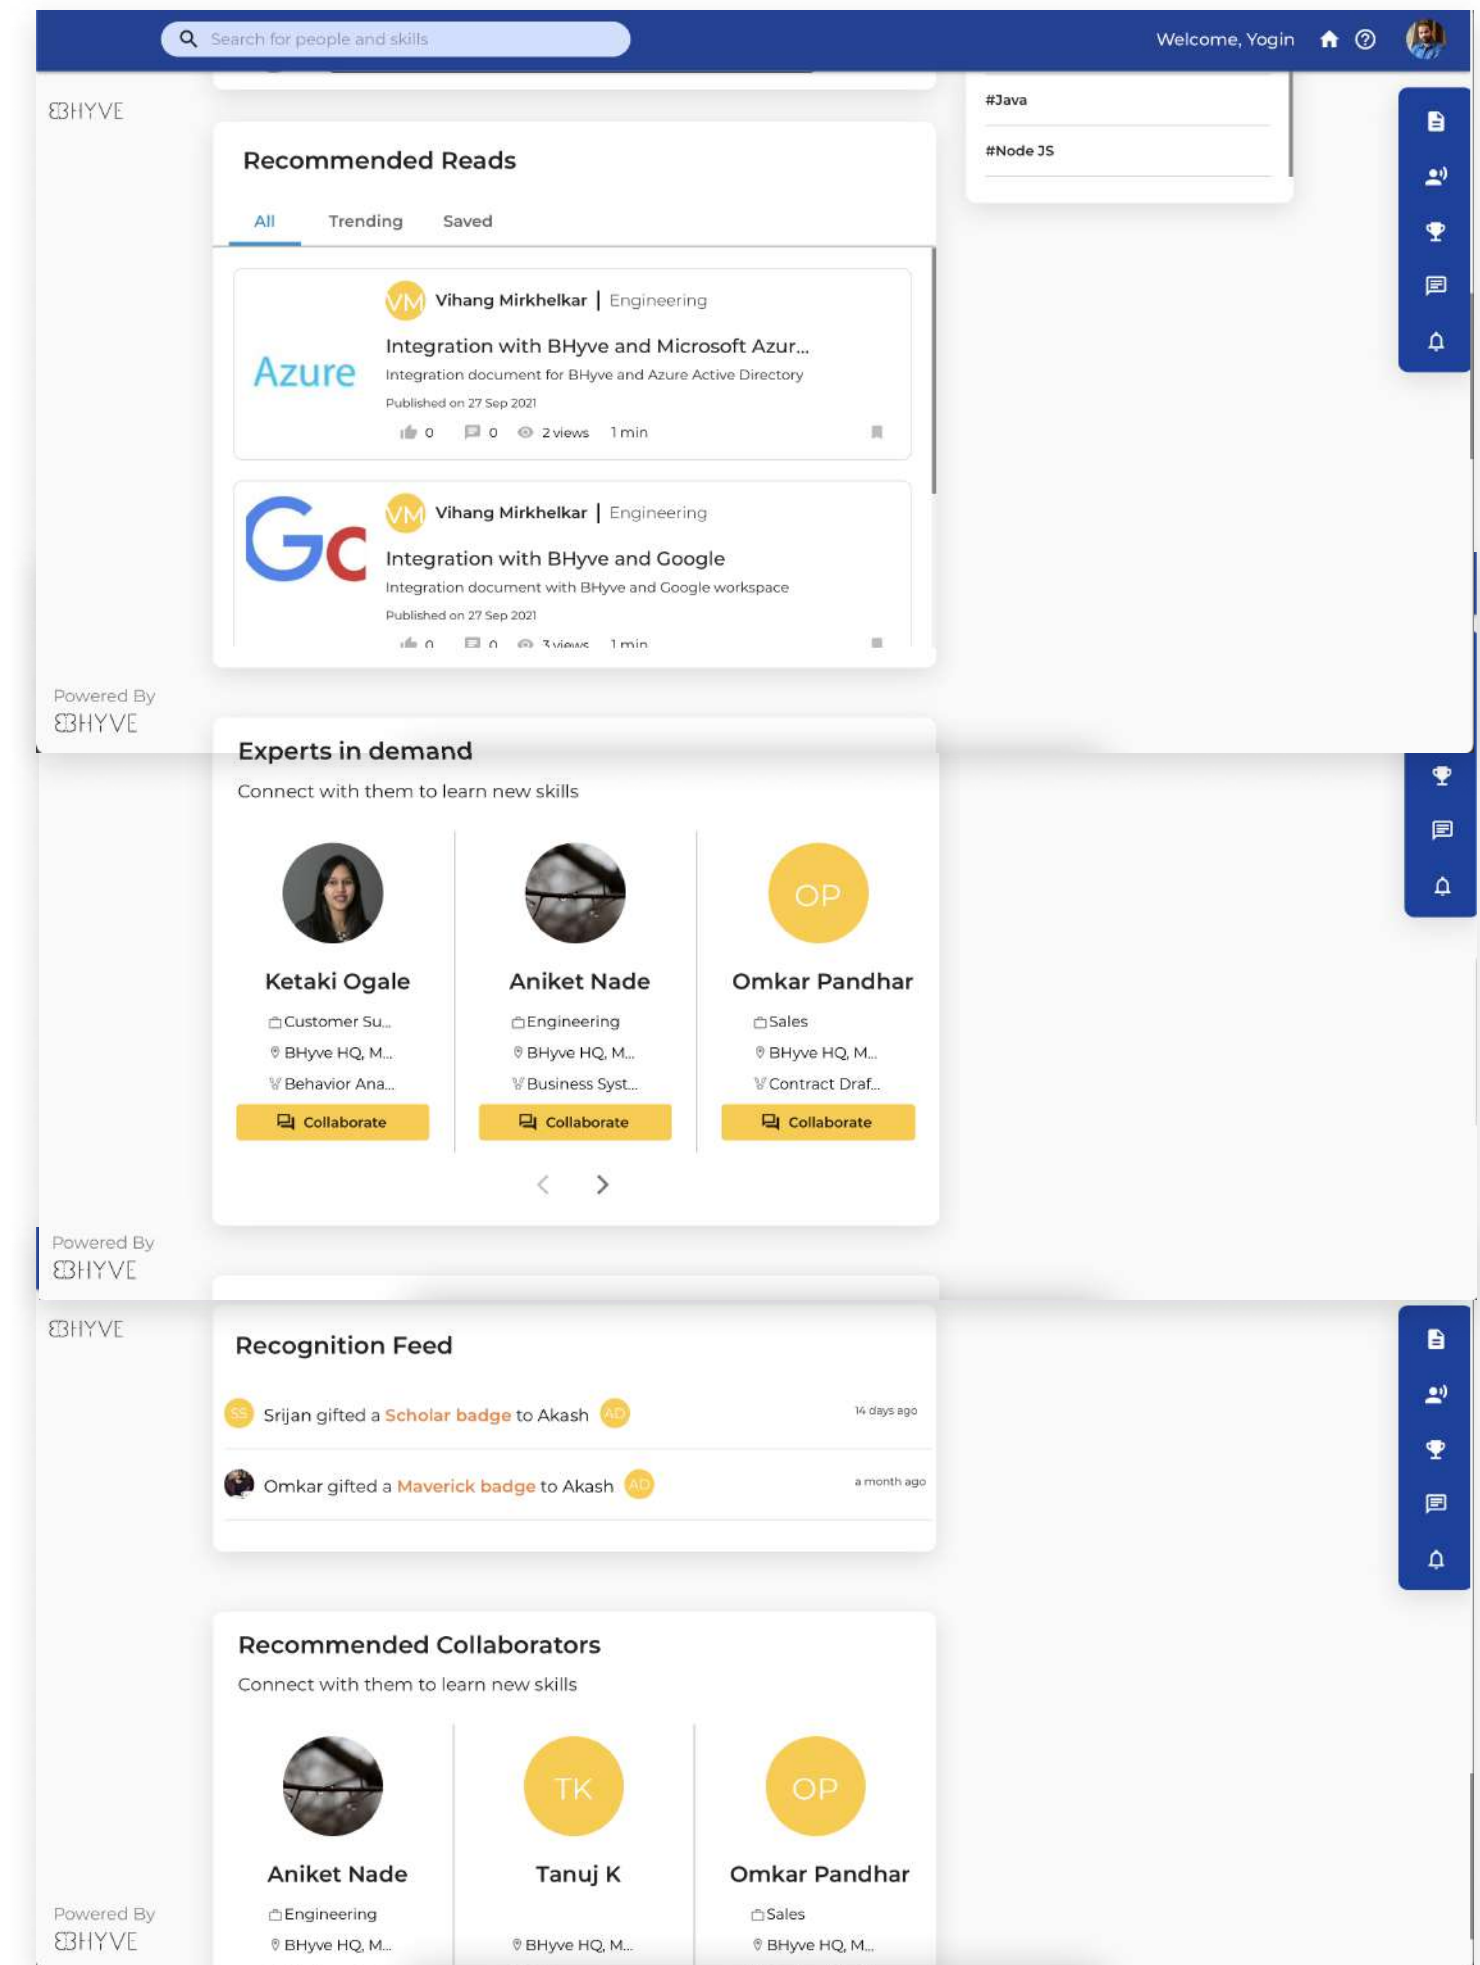 Search for people and skills
Welcome, Yogin
BHYVE
#Java
#Node JS
Recommended Reads
All Trending Saved
VM Vihang Mirkhelkar | Engineering
Azure
Integration with BHyve and Microsoft Azur...
Integration document for BHyve and Azure Active Directory
Published on 27 Sep 2021
0 0 2 views 1 min
Gc
VM Vihang Mirkhelkar | Engineering
Integration with BHyve and Google
Integration document with BHyve and Google workspace
Published on 27 Sep 2021
0 0 3 views 1 min
Powered By
BHYVE
Experts in demand
Connect with them to learn new skills
OP
Ketaki Ogale Aniket Nade Omkar Pandhar
Customer Su... Engineering Sales
BHyve HQ, M... BHyve HQ, M... BHyve HQ, M...
Behavior Ana... Business Syst... Contract Draf...
Collaborate Collaborate Collaborate
Powered By
BHYVE
BHYVE
Recognition Feed
SS Srijan gifted a Scholar badge to Akash AD 14 days ago
Omkar gifted a Maverick badge to Akash AD a month ago
Recommended Collaborators
Connect with them to learn new skills
TK OP
Aniket Nade Tanuj K Omkar Pandhar
Engineering Sales
BHyve HQ, M... BHyve HQ, M... BHyve HQ, M...
Powered By
BHYVE